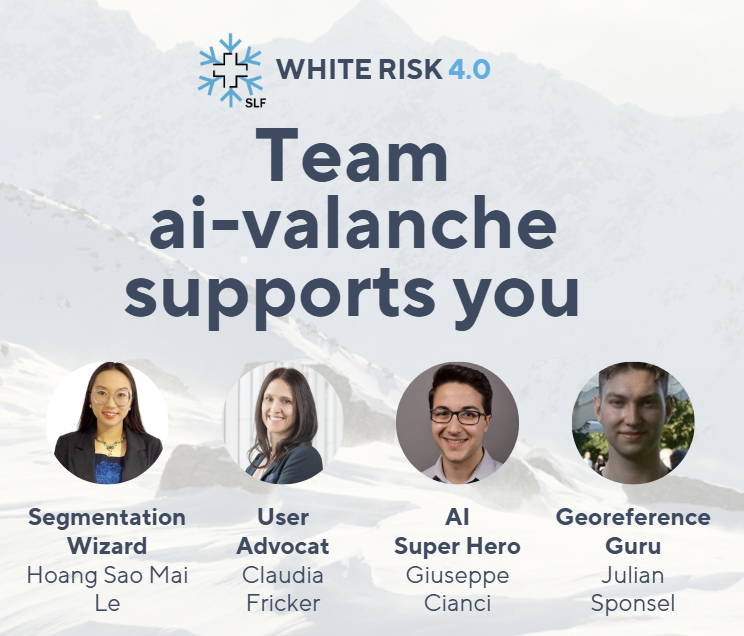 SLF
WHITE RISK 4.0
Team
ai-valanche
supports you
Segmentation
Wizard
Hoang Sao Mai
Le
User
Advocat
Claudia
Fricker
AI
Super Hero
Giuseppe
Cianci
Georeference
Guru
Julian
Sponsel